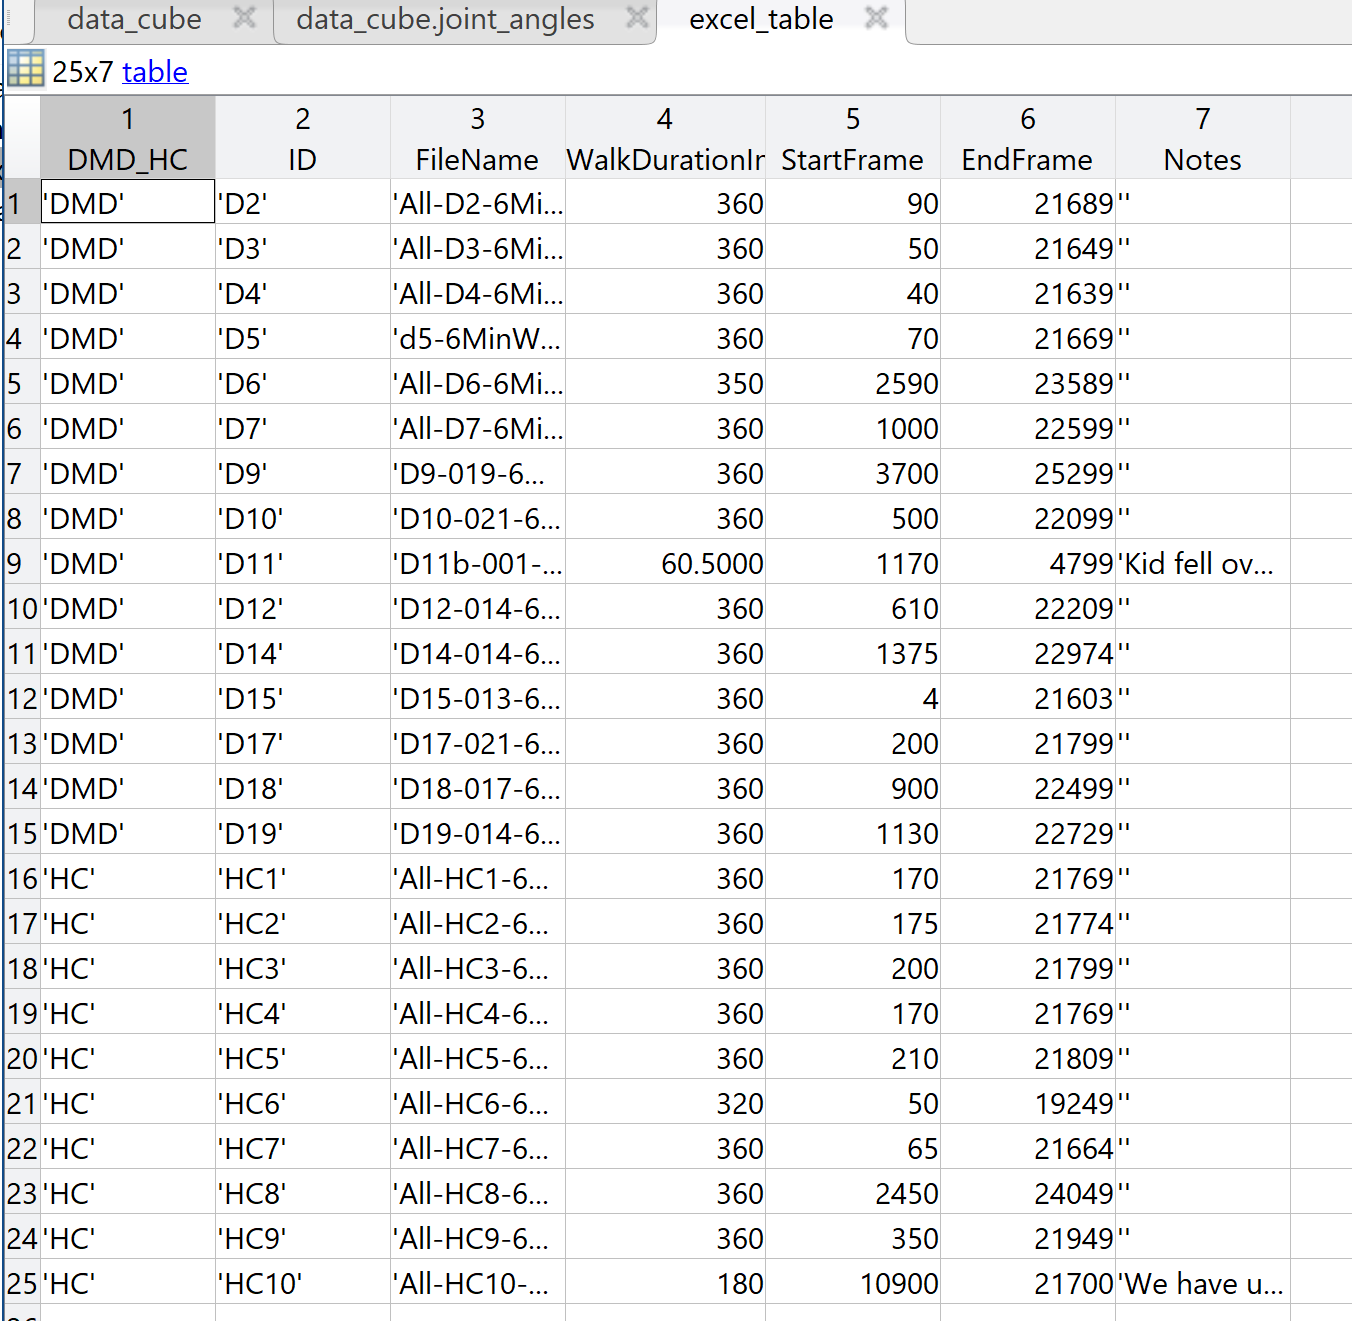 data_cube data_cube.joint_angles excel_table
25x7 table
1 2 3 4 5 6 7
DMD_HC ID FileName WalkDurationIn StartFrame EndFrame Notes
1 'DMD' 'D2' 'All-D2-6Mi... 360 90 21689 ''
2 'DMD' 'D3' 'All-D3-6Mi... 360 50 21649 ''
3 'DMD' 'D4' 'All-D4-6Mi... 360 40 21639 ''
4 'DMD' 'D5' 'd5-6MinW... 360 70 21669 ''
5 'DMD' 'D6' 'All-D6-6Mi... 350 2590 23589 ''
6 'DMD' 'D7' 'All-D7-6Mi... 360 1000 22599 ''
7 'DMD' 'D9' 'D9-019-6... 360 3700 25299 ''
8 'DMD' 'D10' 'D10-021-6... 360 500 22099 ''
9 'DMD' 'D11' 'D11b-001-... 60.5000 1170 4799 'Kid fell ov...
10 'DMD' 'D12' 'D12-014-6... 360 610 22209 ''
11 'DMD' 'D14' 'D14-014-6... 360 1375 22974 ''
12 'DMD' 'D15' 'D15-013-6... 360 4 21603 ''
13 'DMD' 'D17' 'D17-021-6... 360 200 21799 ''
14 'DMD' 'D18' 'D18-017-6... 360 900 22499 ''
15 'DMD' 'D19' 'D19-014-6... 360 1130 22729 ''
16 'HC' 'HC1' 'All-HC1-6... 360 170 21769 ''
17 'HC' 'HC2' 'All-HC2-6... 360 175 21774 ''
18 'HC' 'HC3' 'All-HC3-6... 360 200 21799 ''
19 'HC' 'HC4' 'All-HC4-6... 360 170 21769 ''
20 'HC' 'HC5' 'All-HC5-6... 360 210 21809 ''
21 'HC' 'HC6' 'All-HC6-6... 320 50 19249 ''
22 'HC' 'HC7' 'All-HC7-6... 360 65 21664 ''
23 'HC' 'HC8' 'All-HC8-6... 360 2450 24049 ''
24 'HC' 'HC9' 'All-HC9-6... 360 350 21949 ''
25 'HC' 'HC10' 'All-HC10-... 180 10900 21700 'We have u...